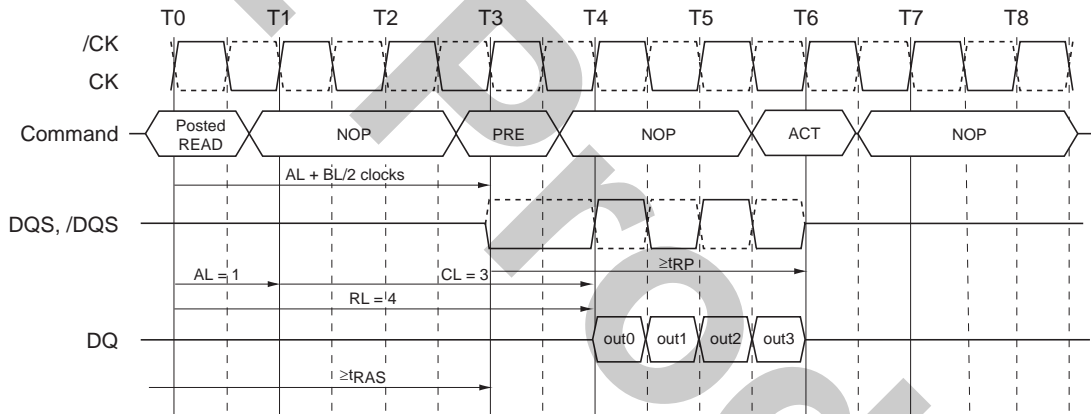 T0 T1 T2 T3 T4 T5 T6 T7 T8
/CK
CK
Command Posted READ NOP PRE NOP ACT NOP
AL + BL/2 clocks
DQS, /DQS
≥tRP
AL = 1 CL = 3
RL = 4
DQ out0 out1 out2 out3
≥tRAS